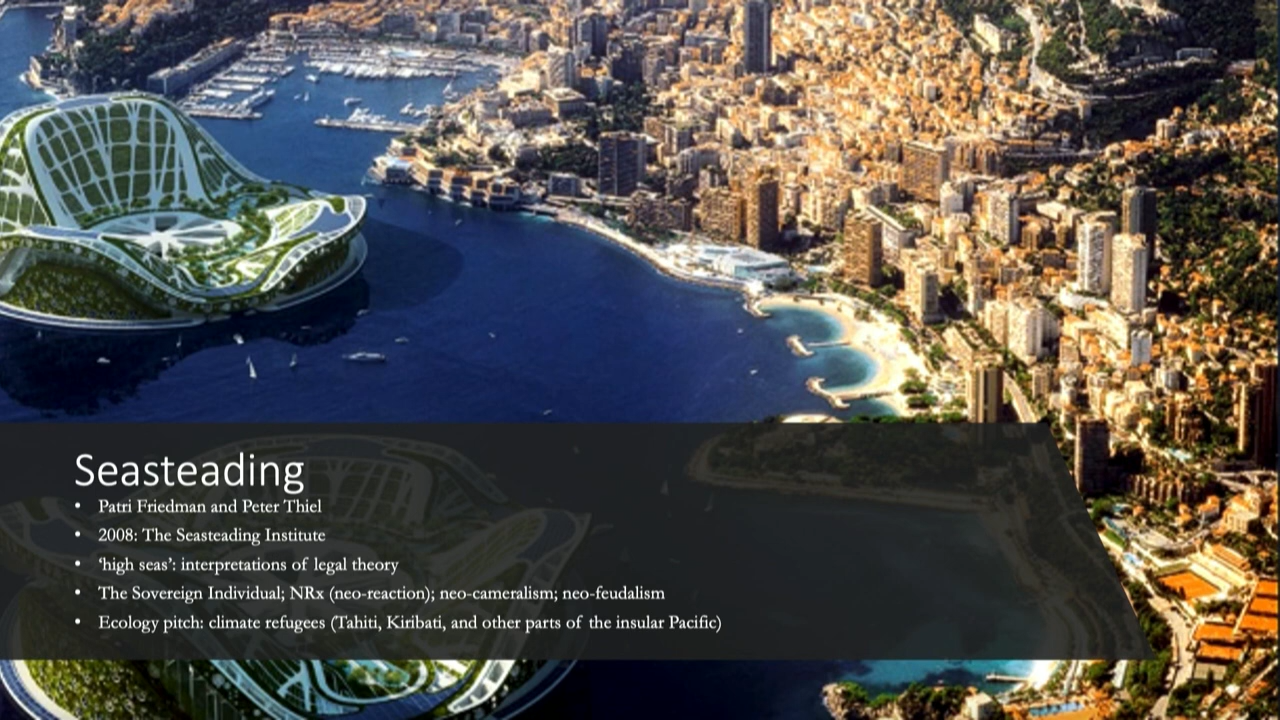 Seasteading
• Patri Friedman and Peter Thiel
• 2008: The Seasteading Institute
• ‘high seas’: interpretations of legal theory
• The Sovereign Individual; NRx (neo-reaction); neo-cameralism; neo-feudalism
• Ecology pitch: climate refugees (Tahiti, Kiribati, and other parts of the insular Pacific)